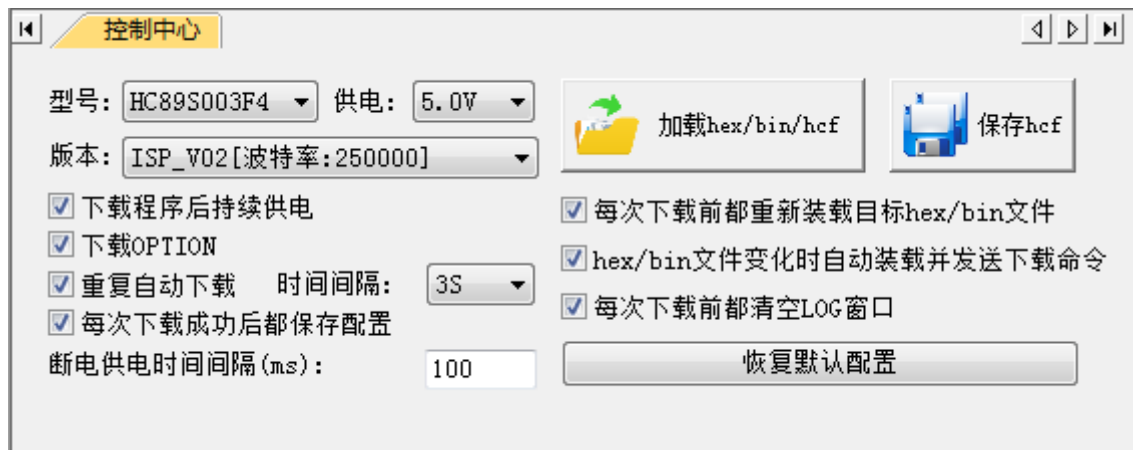 控制中心
型号: HC89S003F4 供电: 5.0V
加载hex/bin/hcf
保存hcf
版本: ISP_V02[波特率:250000]
下载程序后持续供电
每次下载前都重新装载目标hex/bin文件
下载OPTION
hex/bin文件变化时自动装载并发送下载命令
重复自动下载 时间间隔: 3S
每次下载前都清空LOG窗口
每次下载成功后都保存配置
断电供电时间间隔(ms): 100
恢复默认配置